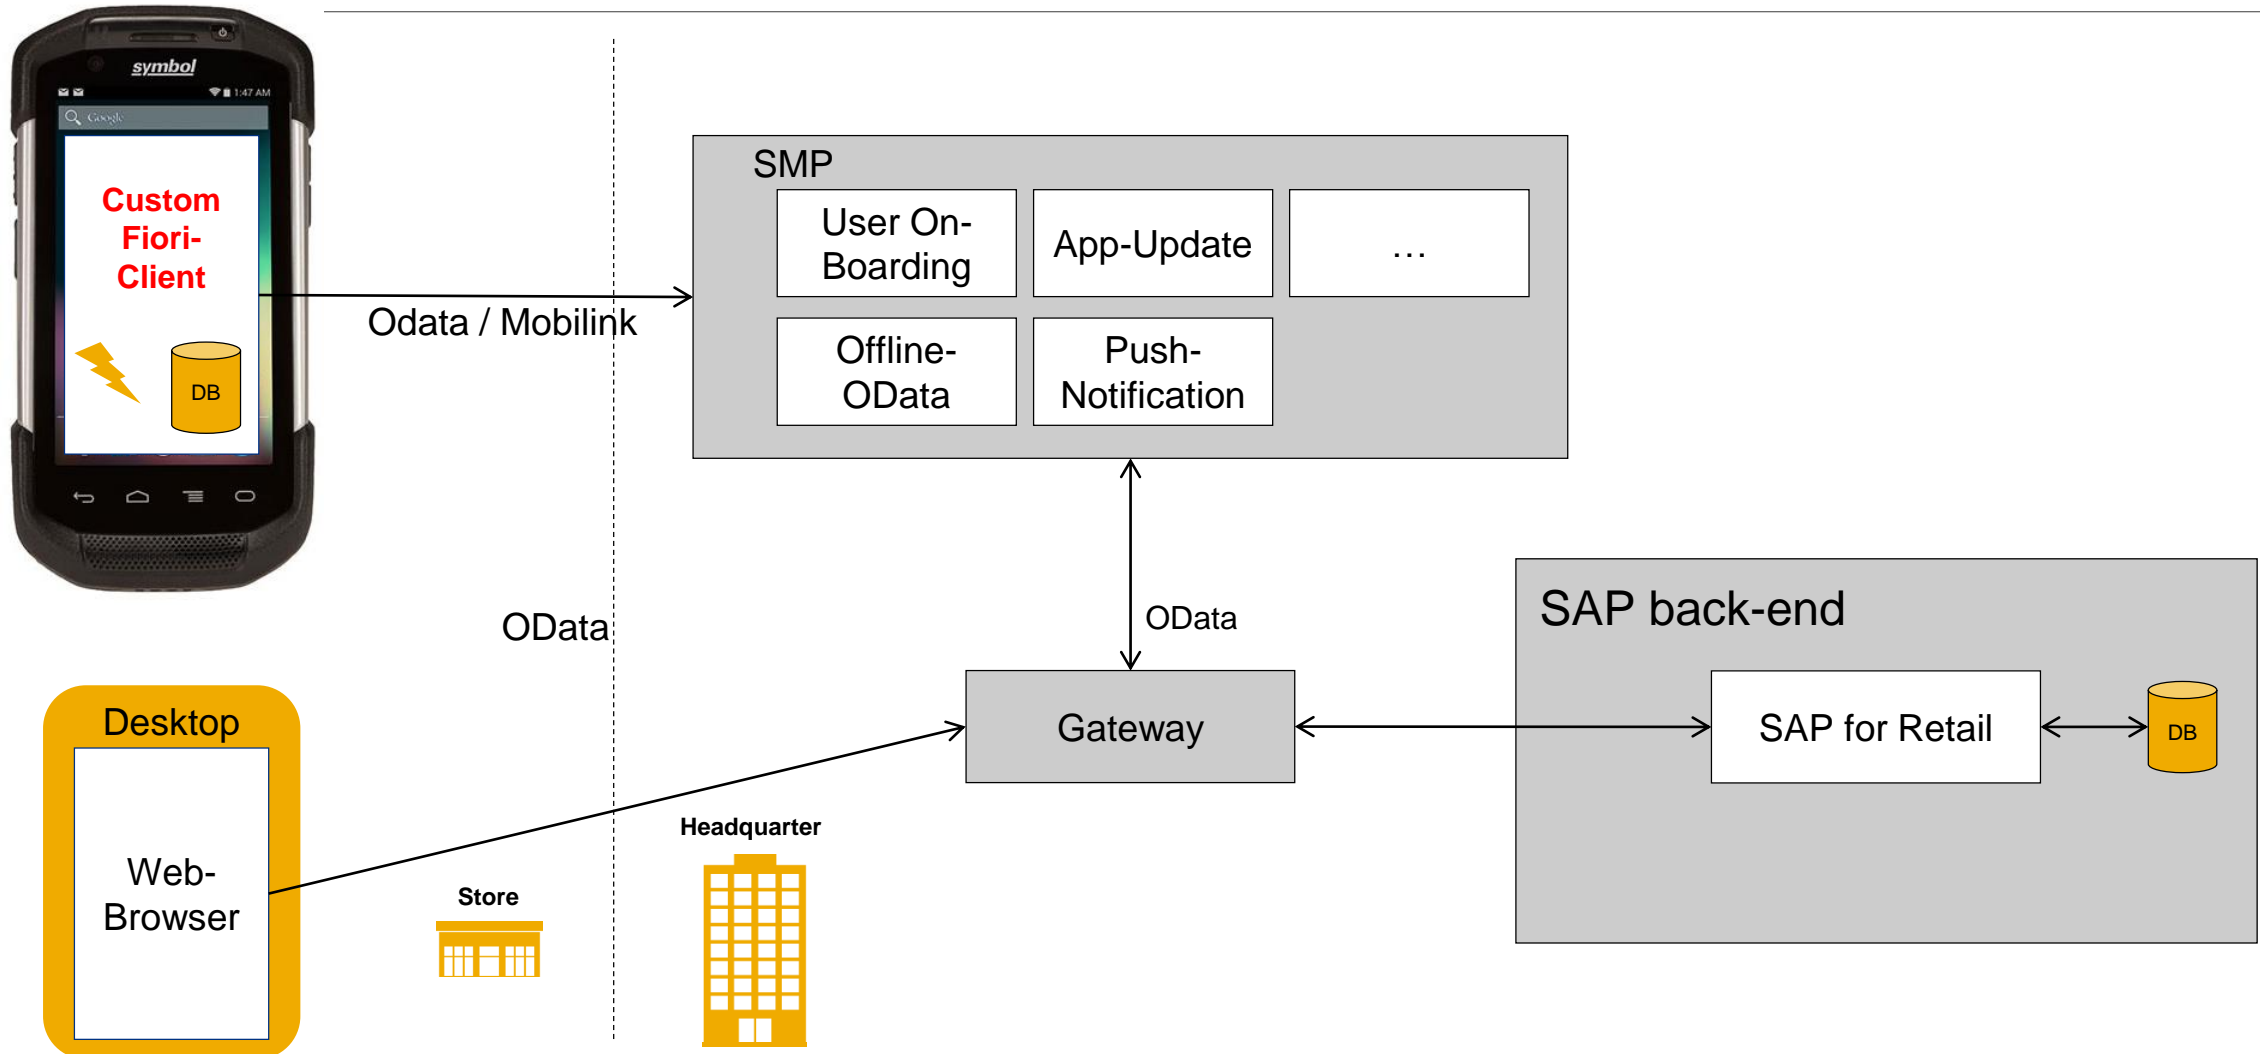 symbol
1:47 AM
Google
Custom
Fiori-
Client
DB
Odata / Mobilink
SMP
User On-
Boarding
App-Update
…
Offline-
OData
Push-
Notification
OData
OData
SAP back-end
Desktop
Web-
Browser
Gateway
SAP for Retail
DB
Store
Headquarter